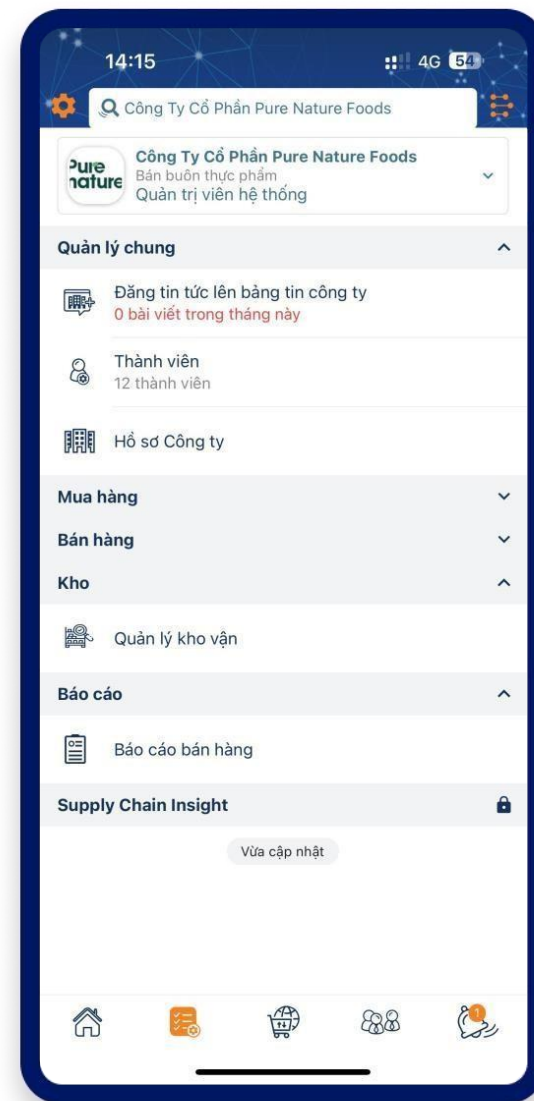 14:15
4G 54
Công Ty Cổ Phần Pure Nature Foods
Pure
nature
Công Ty Cổ Phần Pure Nature Foods
Bán buôn thực phẩm
Quản trị viên hệ thống
Quản lý chung
Đăng tin tức lên bảng tin công ty
0 bài viết trong tháng này
Thành viên
12 thành viên
Hồ sơ Công ty
Mua hàng
Bán hàng
Kho
Quản lý kho vận
Báo cáo
Báo cáo bán hàng
Supply Chain Insight
Vừa cập nhật
1